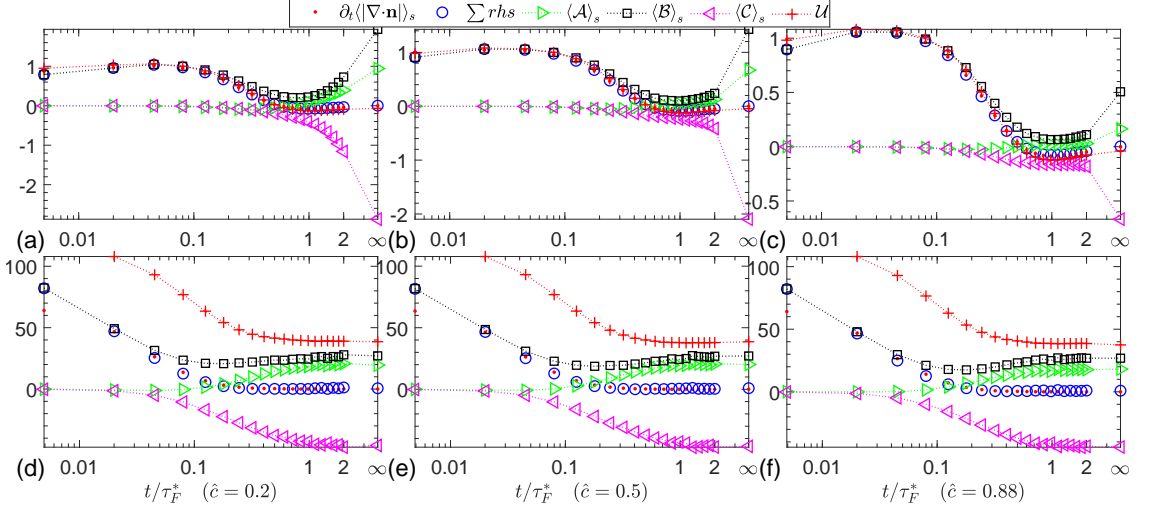 ∂ₜ⟨|∇·n|⟩ₛ ∑ rhs ⟨𝒜⟩ₛ ⟨ℬ⟩ₛ ⟨𝒞⟩ₛ 𝒰
1
0
-1
-2
0.01 0.1 1 2 ∞
(a)
1
0
-1
-2
0.01 0.1 1 2 ∞
(b)
1
0.5
0
-0.5
0.01 0.1 1 2 ∞
(c)
100
50
0
0.01 0.1 1 2 ∞
(d)
t/τ*_F (ĉ = 0.2)
100
50
0
0.01 0.1 1 2 ∞
(e)
t/τ*_F (ĉ = 0.5)
100
50
0
0.01 0.1 1 2 ∞
(f)
t/τ*_F (ĉ = 0.88)